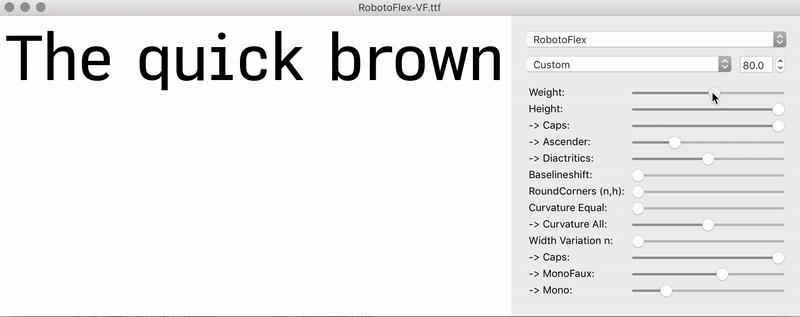 RobotoFlex-VF.ttf
The quick brown
RobotoFlex
Custom 80.0
Weight:
Height:
-> Caps:
-> Ascender:
-> Diactritics:
Baselineshift:
RoundCorners (n,h):
Curvature Equal:
-> Curvature All:
Width Variation n:
-> Caps:
-> MonoFaux:
-> Mono: